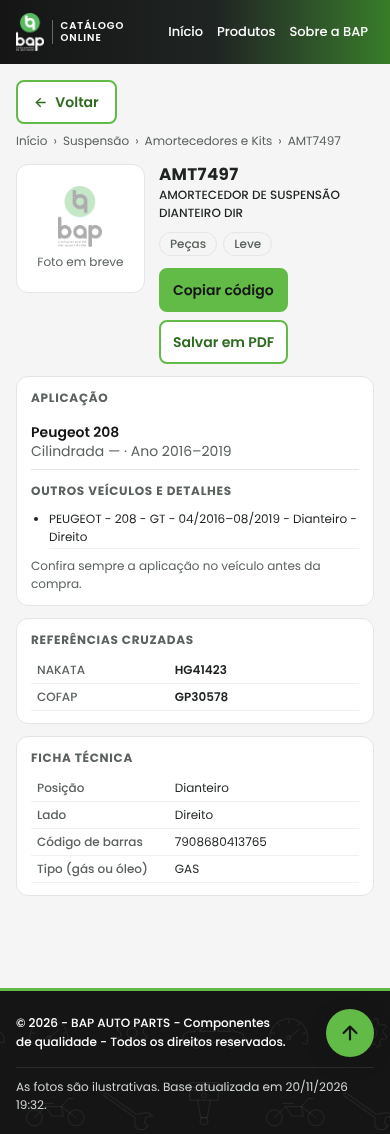 bap
CATÁLOGO
ONLINE
Início
Produtos
Sobre a BAP
← Voltar
Início › Suspensão › Amortecedores e Kits › AMT7497
bap
Foto em breve
AMT7497
AMORTECEDOR DE SUSPENSÃO
DIANTEIRO DIR
Peças
Leve
Copiar código
Salvar em PDF
APLICAÇÃO
Peugeot 208
Cilindrada — · Ano 2016–2019
OUTROS VEÍCULOS E DETALHES
• PEUGEOT - 208 - GT - 04/2016–08/2019 - Dianteiro -
Direito
Confira sempre a aplicação no veículo antes da
compra.
REFERÊNCIAS CRUZADAS
NAKATA HG41423
COFAP GP30578
FICHA TÉCNICA
Posição Dianteiro
Lado Direito
Código de barras 7908680413765
Tipo (gás ou óleo) GAS
© 2026 - BAP AUTO PARTS - Componentes
de qualidade - Todos os direitos reservados.
As fotos são ilustrativas. Base atualizada em 20/11/2026
19:32.